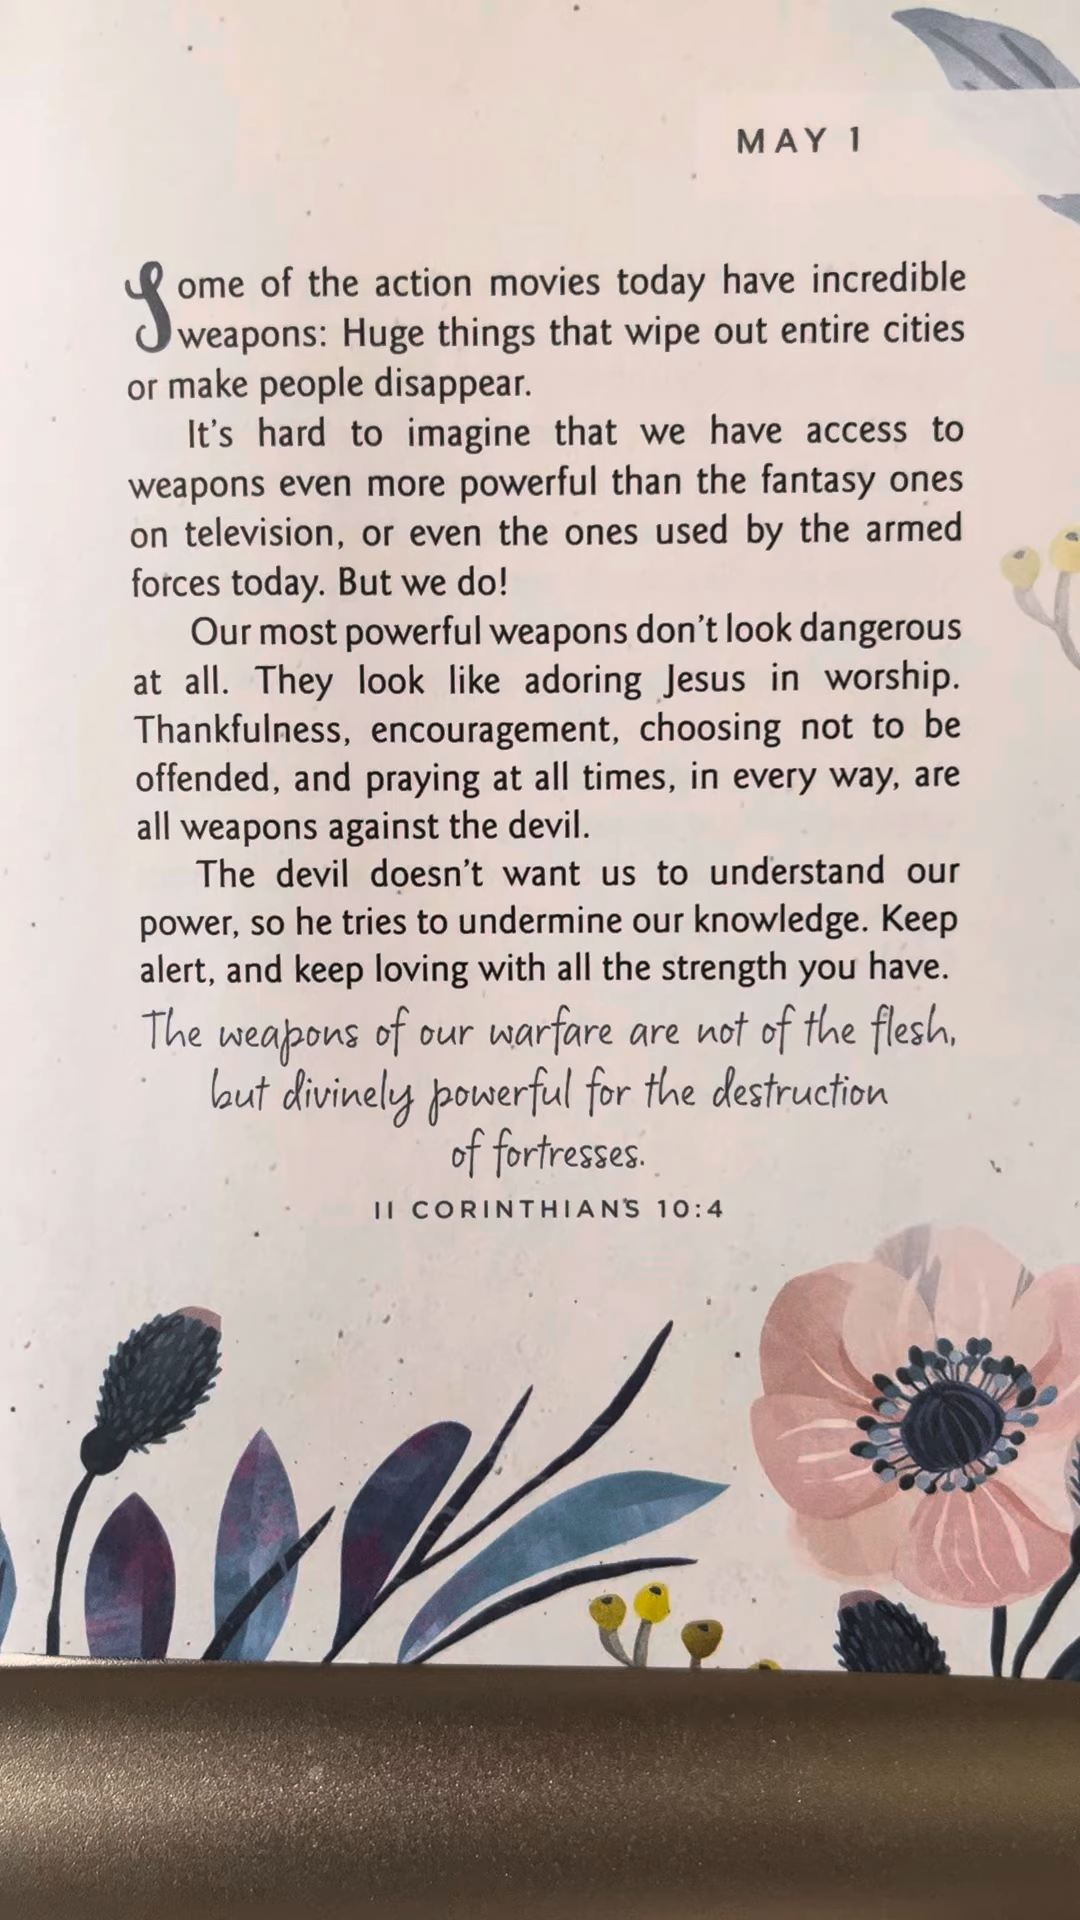 MAY 1
Some of the action movies today have incredible
weapons: Huge things that wipe out entire cities
or make people disappear.
It's hard to imagine that we have access to
weapons even more powerful than the fantasy ones
on television, or even the ones used by the armed
forces today. But we do!
Our most powerful weapons don't look dangerous
at all. They look like adoring Jesus in worship.
Thankfulness, encouragement, choosing not to be
offended, and praying at all times, in every way, are
all weapons against the devil.
The devil doesn't want us to understand our
power, so he tries to undermine our knowledge. Keep
alert, and keep loving with all the strength you have.
The weapons of our warfare are not of the flesh,
but divinely powerful for the destruction
of fortresses.
II CORINTHIANS 10:4